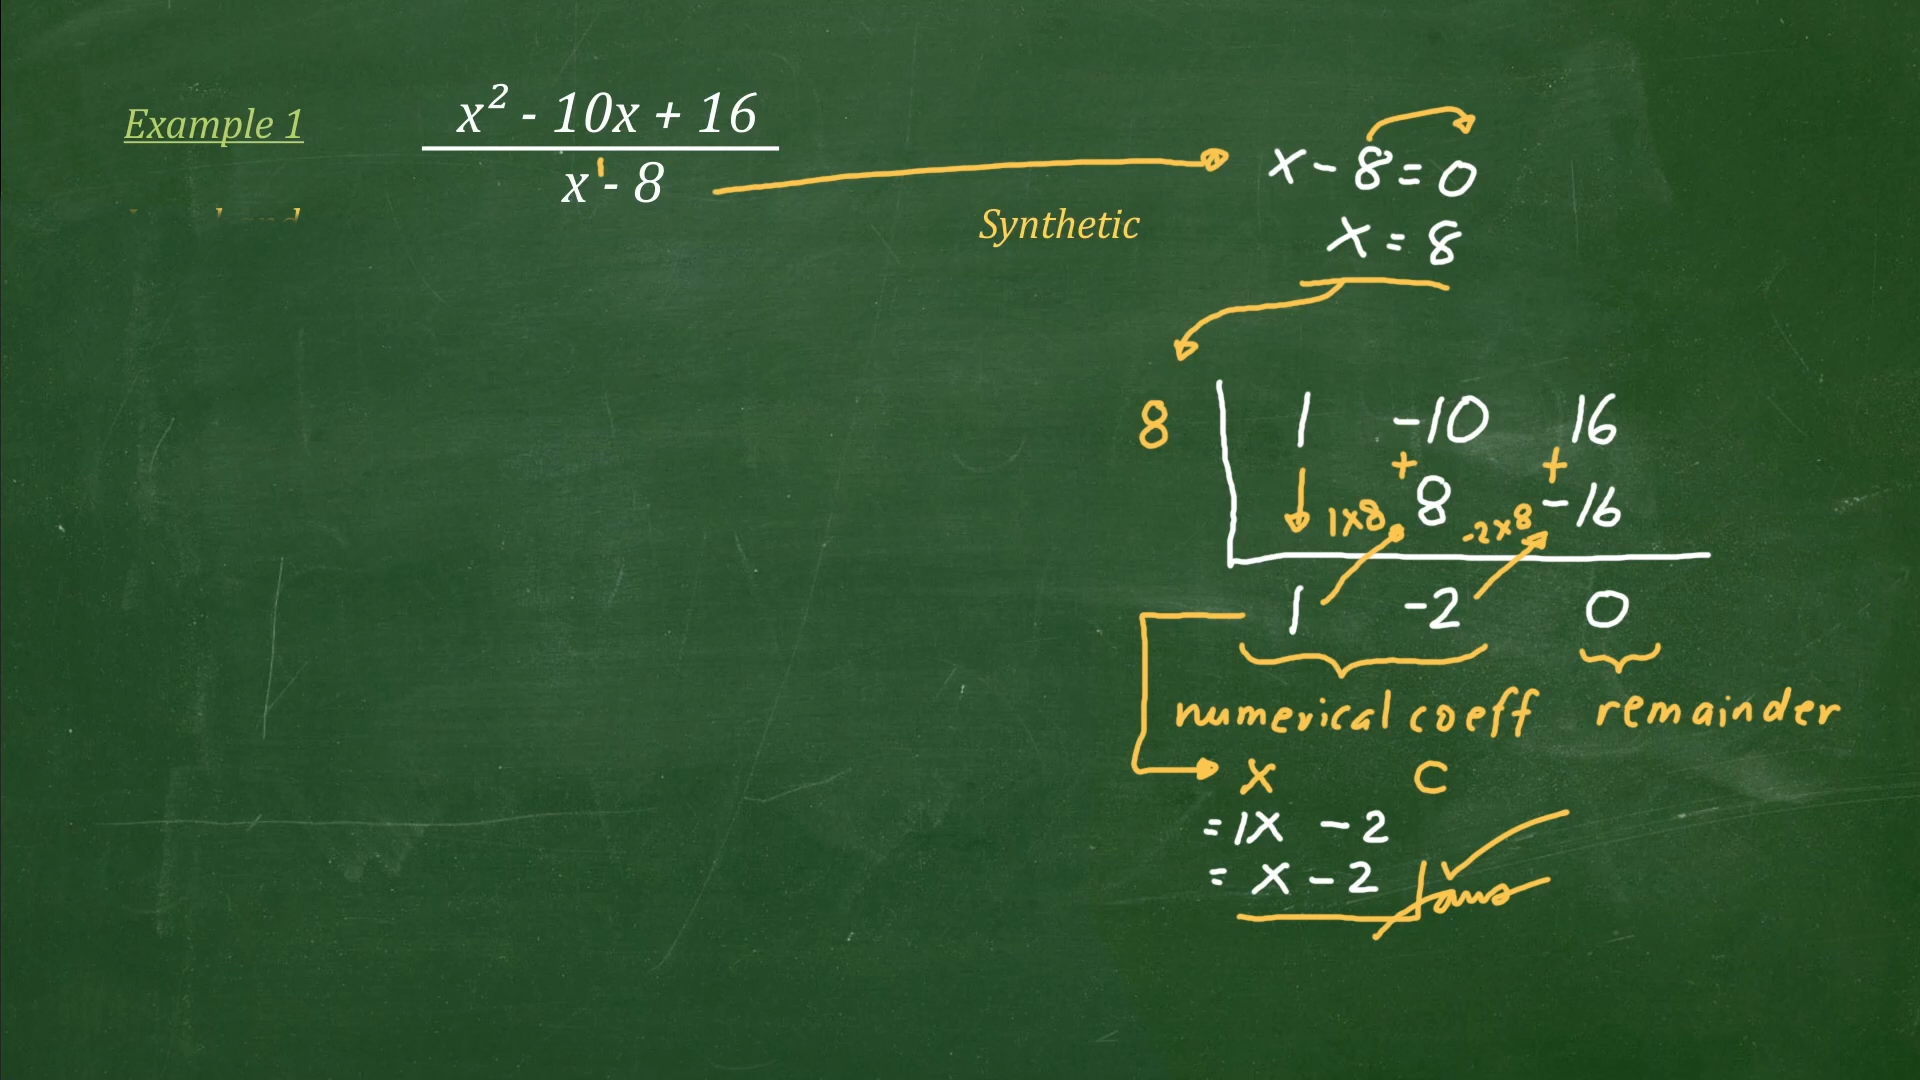 Example 1
x² - 10x + 16
x - 8
Synthetic
x - 8 = 0
x = 8
8 1 -10 16
+ +
1x8 8 -2x8 -16
1 -2 0
numerical coeff remainder
x C
= 1x - 2
= x - 2 ans